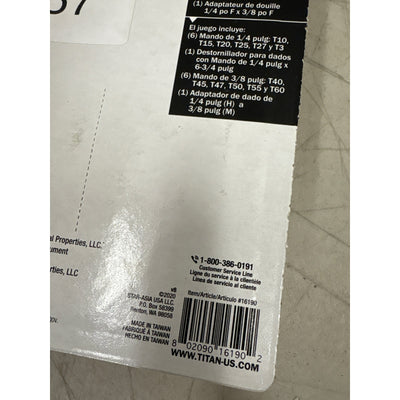 57
(1) Adaptateur de douille
1/4 po F x 3/8 po F
El juego incluye:
(6) Mando de 1/4 pulg: T10,
T15, T20, T25, T27 y T3
(1) Destornillador para dados
con Mando de 1/4 pulg x
6-3/4 pulg
(6) Mando de 3/8 pulg: T40,
T45, T47, T50, T55 y T60
(1) Adaptador de dado de
1/4 pulg (H) a
3/8 pulg (M)
al Properties, LLC.
ument
perties, LLC
1-800-386-0191
Customer Service Line
Ligne du service à la clientèle
Línea de servicio al cliente
v8
©2020
STAR-ASIA USA LLC.
P.O. Box 58399
Renton, WA 98058
MADE IN TAIWAN
FABRIQUÉ À TAIWAN
HECHO EN TAIWAN
Item/Article/Artículo #16190
8 02090 16190 2
WWW.TITAN-US.COM